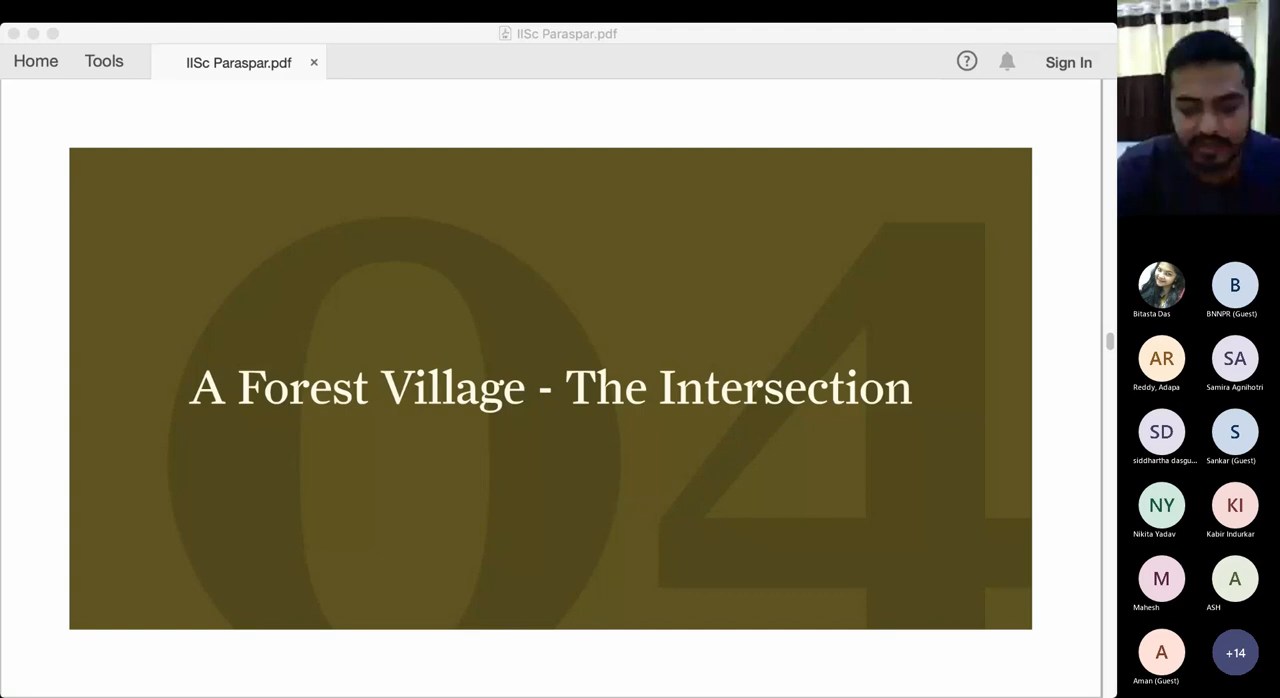 IISc Paraspar.pdf
Home
Tools
IISc Paraspar.pdf ×
?
Sign In
04
A Forest Village - The Intersection
B
Bitasta Das
BNNPR (Guest)
AR
SA
Reddy, Adapa
Samira Agnihotri
SD
S
siddhartha dasgu...
Sankar (Guest)
NY
KI
Nikita Yadav
Kabir Indurkar
M
A
Mahesh
ASH
A
+14
Aman (Guest)